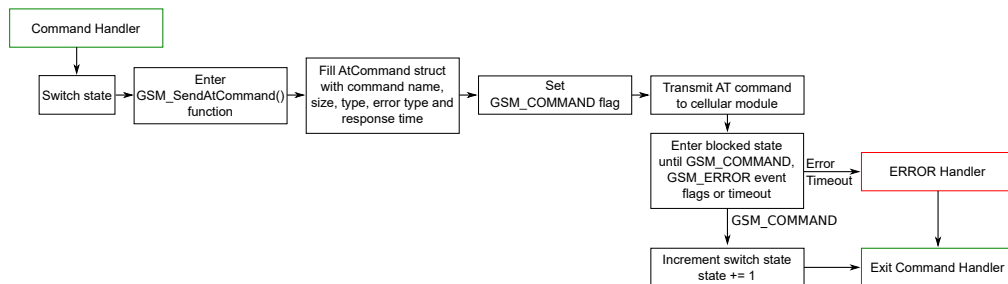 Command Handler
Switch state
Enter
GSM_SendAtCommand()
function
Fill AtCommand struct
with command name,
size, type, error type and
response time
Set
GSM_COMMAND flag
Transmit AT command
to cellular module
Enter blocked state
until GSM_COMMAND,
GSM_ERROR event
flags or timeout
Error
Timeout
ERROR Handler
GSM_COMMAND
Increment switch state
state += 1
Exit Command Handler